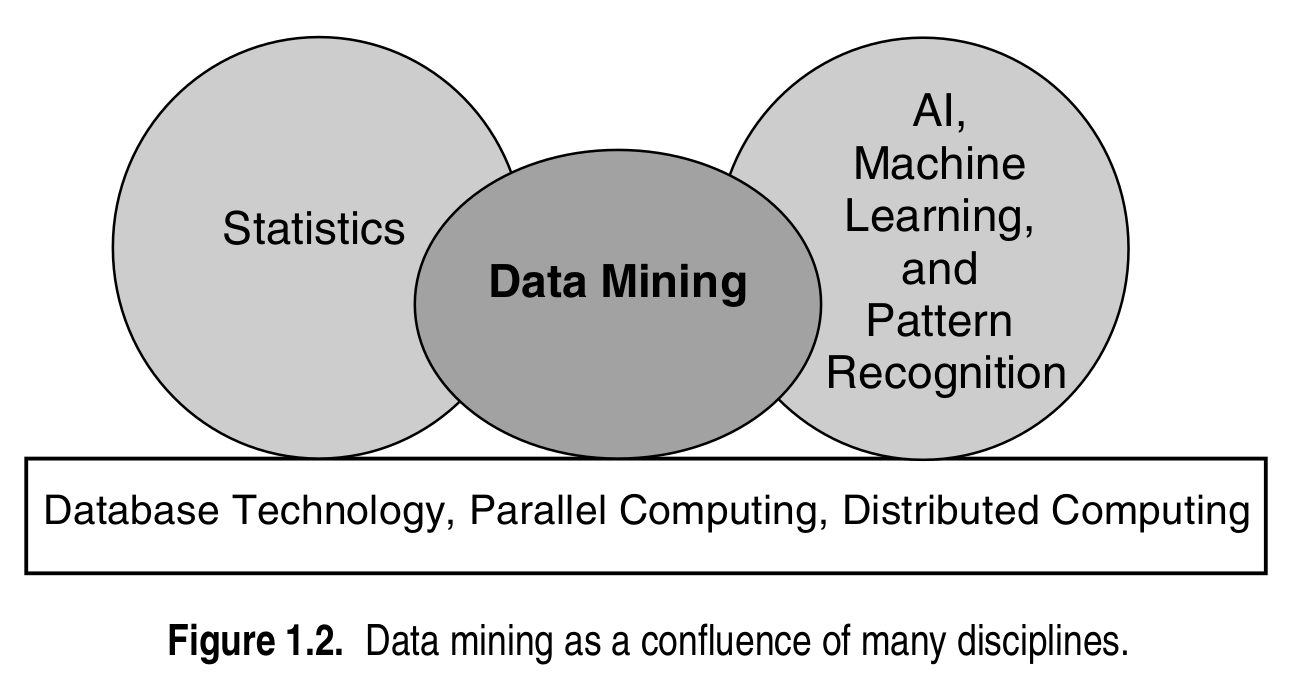 Statistics
Data Mining
AI,
Machine
Learning,
and
Pattern
Recognition
Database Technology, Parallel Computing, Distributed Computing
Figure 1.2. Data mining as a confluence of many disciplines.